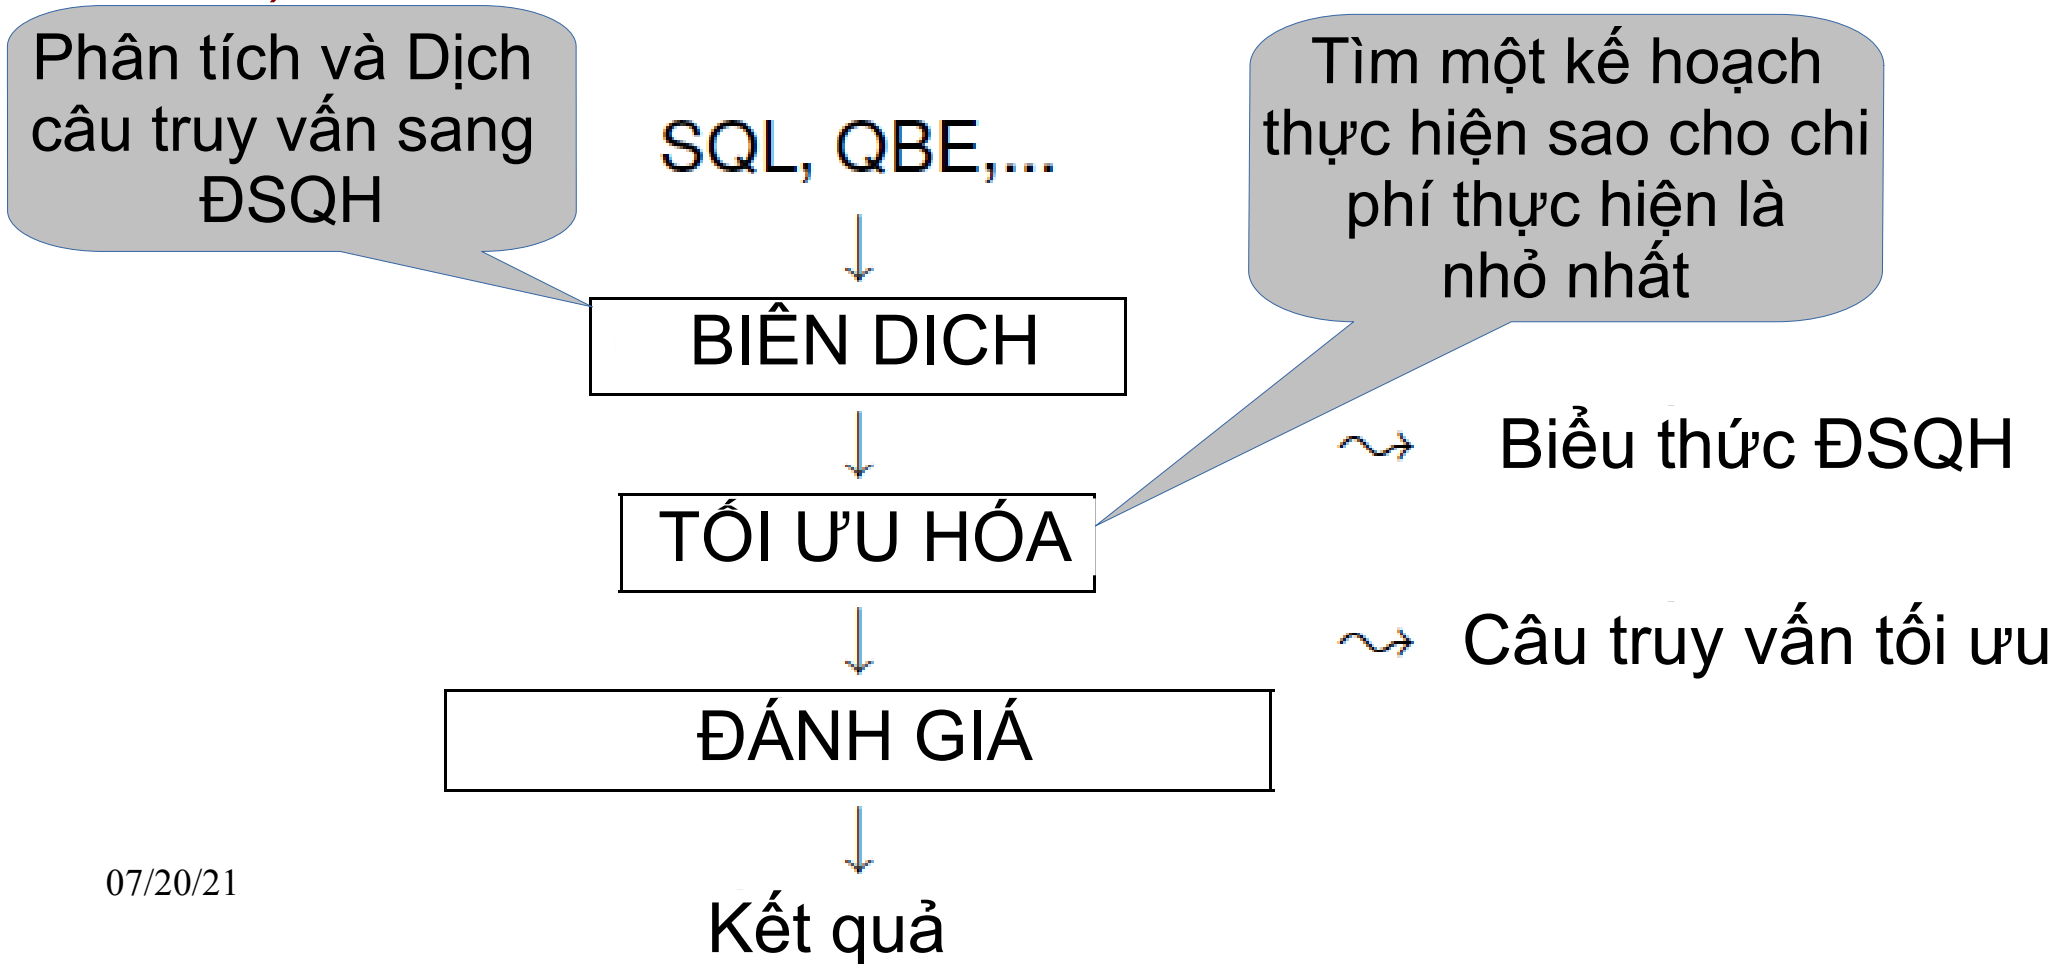 Phân tích và Dịch
câu truy vấn sang
ĐSQH
SQL, QBE,...
Tìm một kế hoạch
thực hiện sao cho chi
phí thực hiện là
nhỏ nhất
BIÊN DICH
Biểu thức ĐSQH
TỐI ƯU HÓA
Câu truy vấn tối ưu
ĐÁNH GIÁ
07/20/21
Kết quả